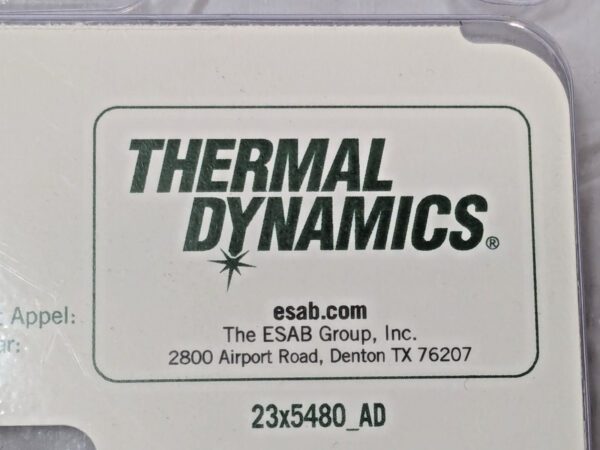 THERMAL
DYNAMICS®
esab.com
The ESAB Group, Inc.
2800 Airport Road, Denton TX 76207
Appel:
23x5480_AD